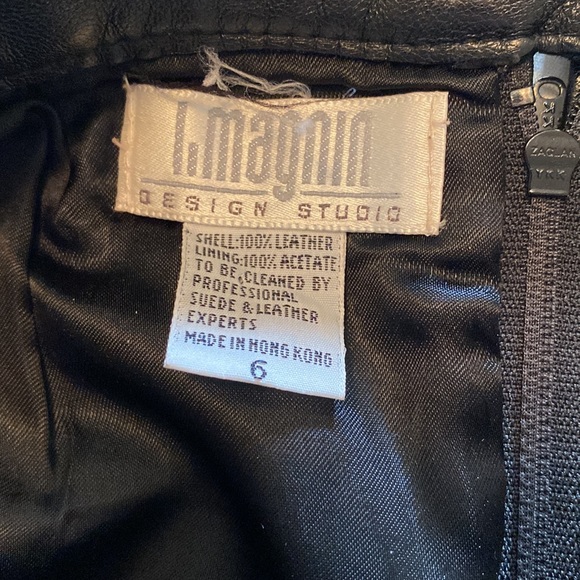 I.magnin
DESIGN STUDIO
SHELL:100% LEATHER
LINING:100% ACETATE
TO BE CLEANED BY
PROFESSIONAL
SUEDE & LEATHER
EXPERTS
MADE IN HONG KONG
6
YKK